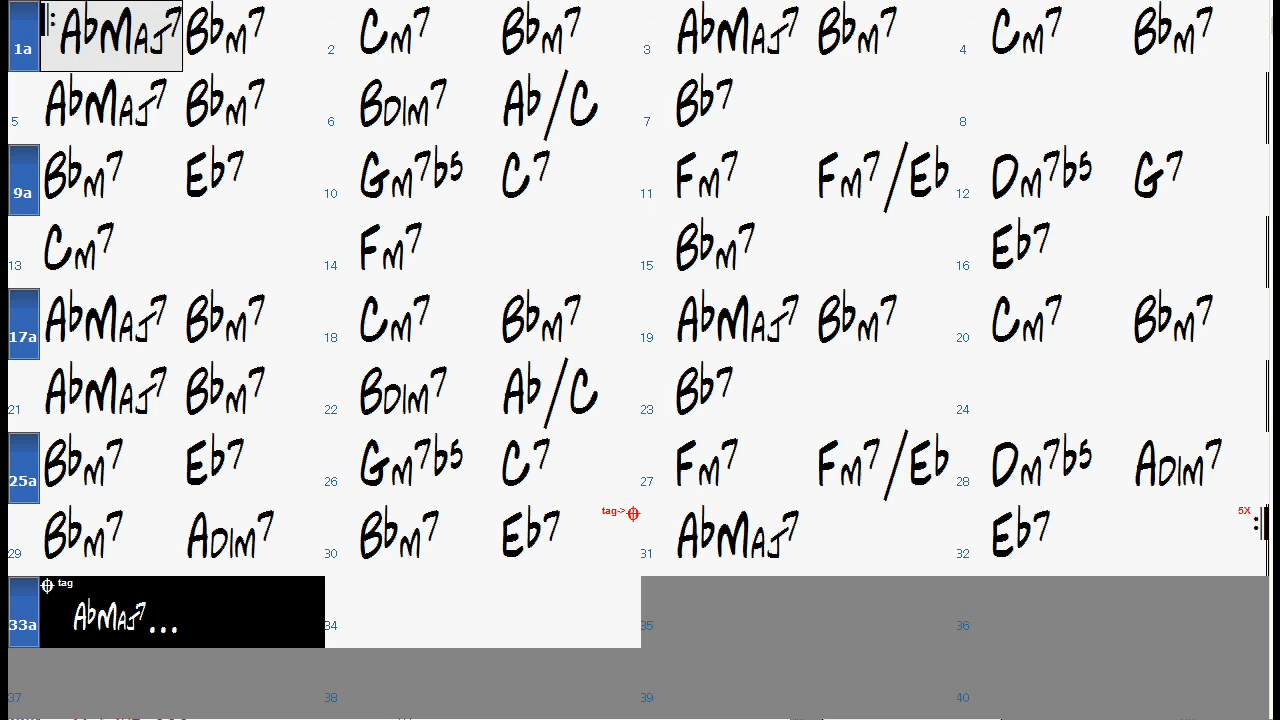 1a AbMAJ7 Bbm7 2 Cm7 Bbm7 3 AbMAJ7 Bbm7 4 Cm7 Bbm7
5 AbMAJ7 Bbm7 6 BDIM7 Ab/C 7 Bb7 8
9a Bbm7 Eb7 10 Gm7b5 C7 11 Fm7 Fm7/Eb 12 Dm7b5 G7
13 Cm7 14 Fm7 15 Bbm7 16 Eb7
17a AbMAJ7 Bbm7 18 Cm7 Bbm7 19 AbMAJ7 Bbm7 20 Cm7 Bbm7
21 AbMAJ7 Bbm7 22 BDIM7 Ab/C 23 Bb7 24
25a Bbm7 Eb7 26 Gm7b5 C7 27 Fm7 Fm7/Eb 28 Dm7b5 ADIM7
tag-> 5X
29 Bbm7 ADIM7 30 Bbm7 Eb7 31 AbMAJ7 32 Eb7
tag
33a AbMAJ7... 34 35 36
37 38 39 40